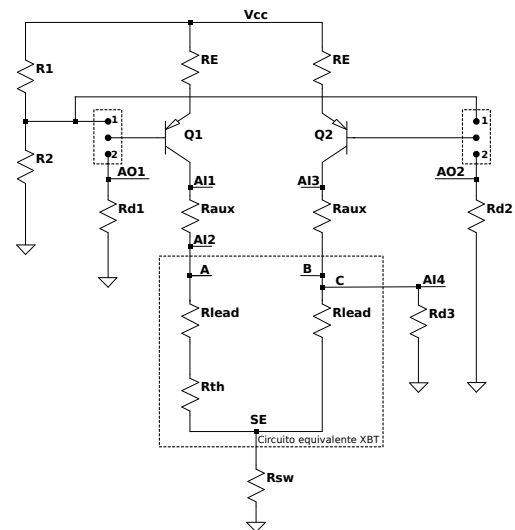 Vcc
R1
RE
RE
1
1
Q1
Q2
2
2
R2
AO1
AO2
AI1
AI3
Rd1
Raux
Raux
Rd2
AI2
A
B
C
AI4
Rlead
Rlead
Rd3
Rth
SE
Circuito equivalente XBT
Rsw